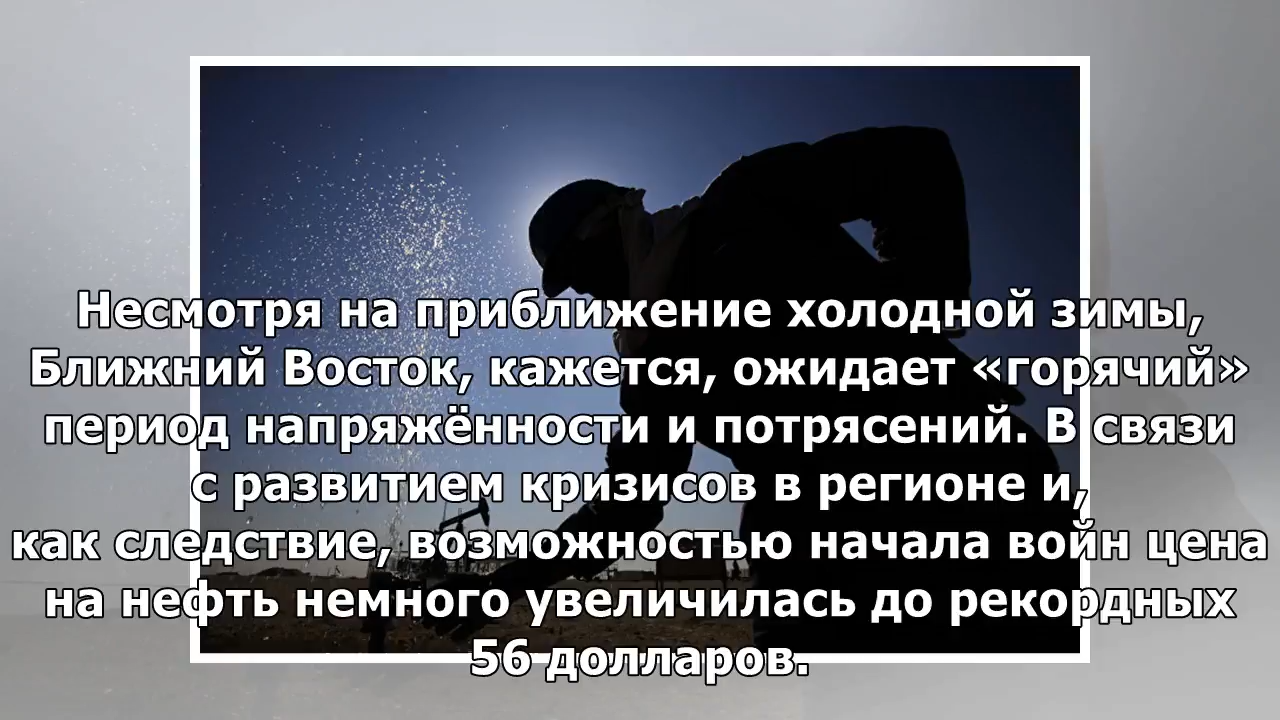 Несмотря на приближение холодной зимы,
Ближний Восток, кажется, ожидает «горячий»
период напряжённости и потрясений. В связи
с развитием кризисов в регионе и,
как следствие, возможностью начала войн цена
на нефть немного увеличилась до рекордных
56 долларов.